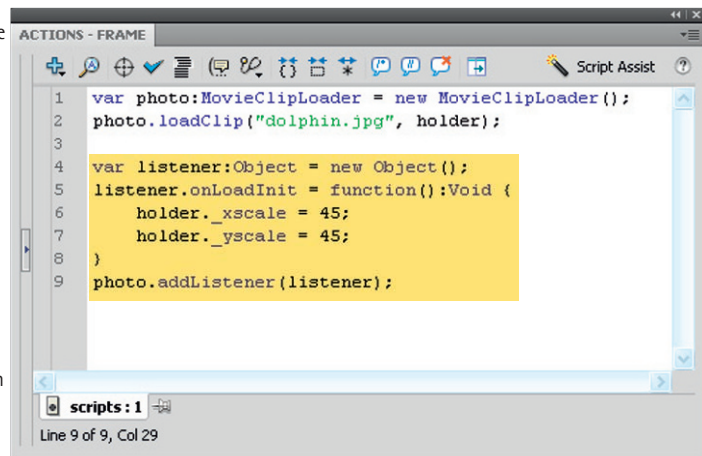 e
ACTIONS - FRAME
Script Assist
1 var photo:MovieClipLoader = new MovieClipLoader();
2 photo.loadClip("dolphin.jpg", holder);
3
4 var listener:Object = new Object();
5 listener.onLoadInit = function():Void {
6 holder._xscale = 45;
7 holder._yscale = 45;
8 }
9 photo.addListener(listener);
n
scripts : 1
Line 9 of 9, Col 29